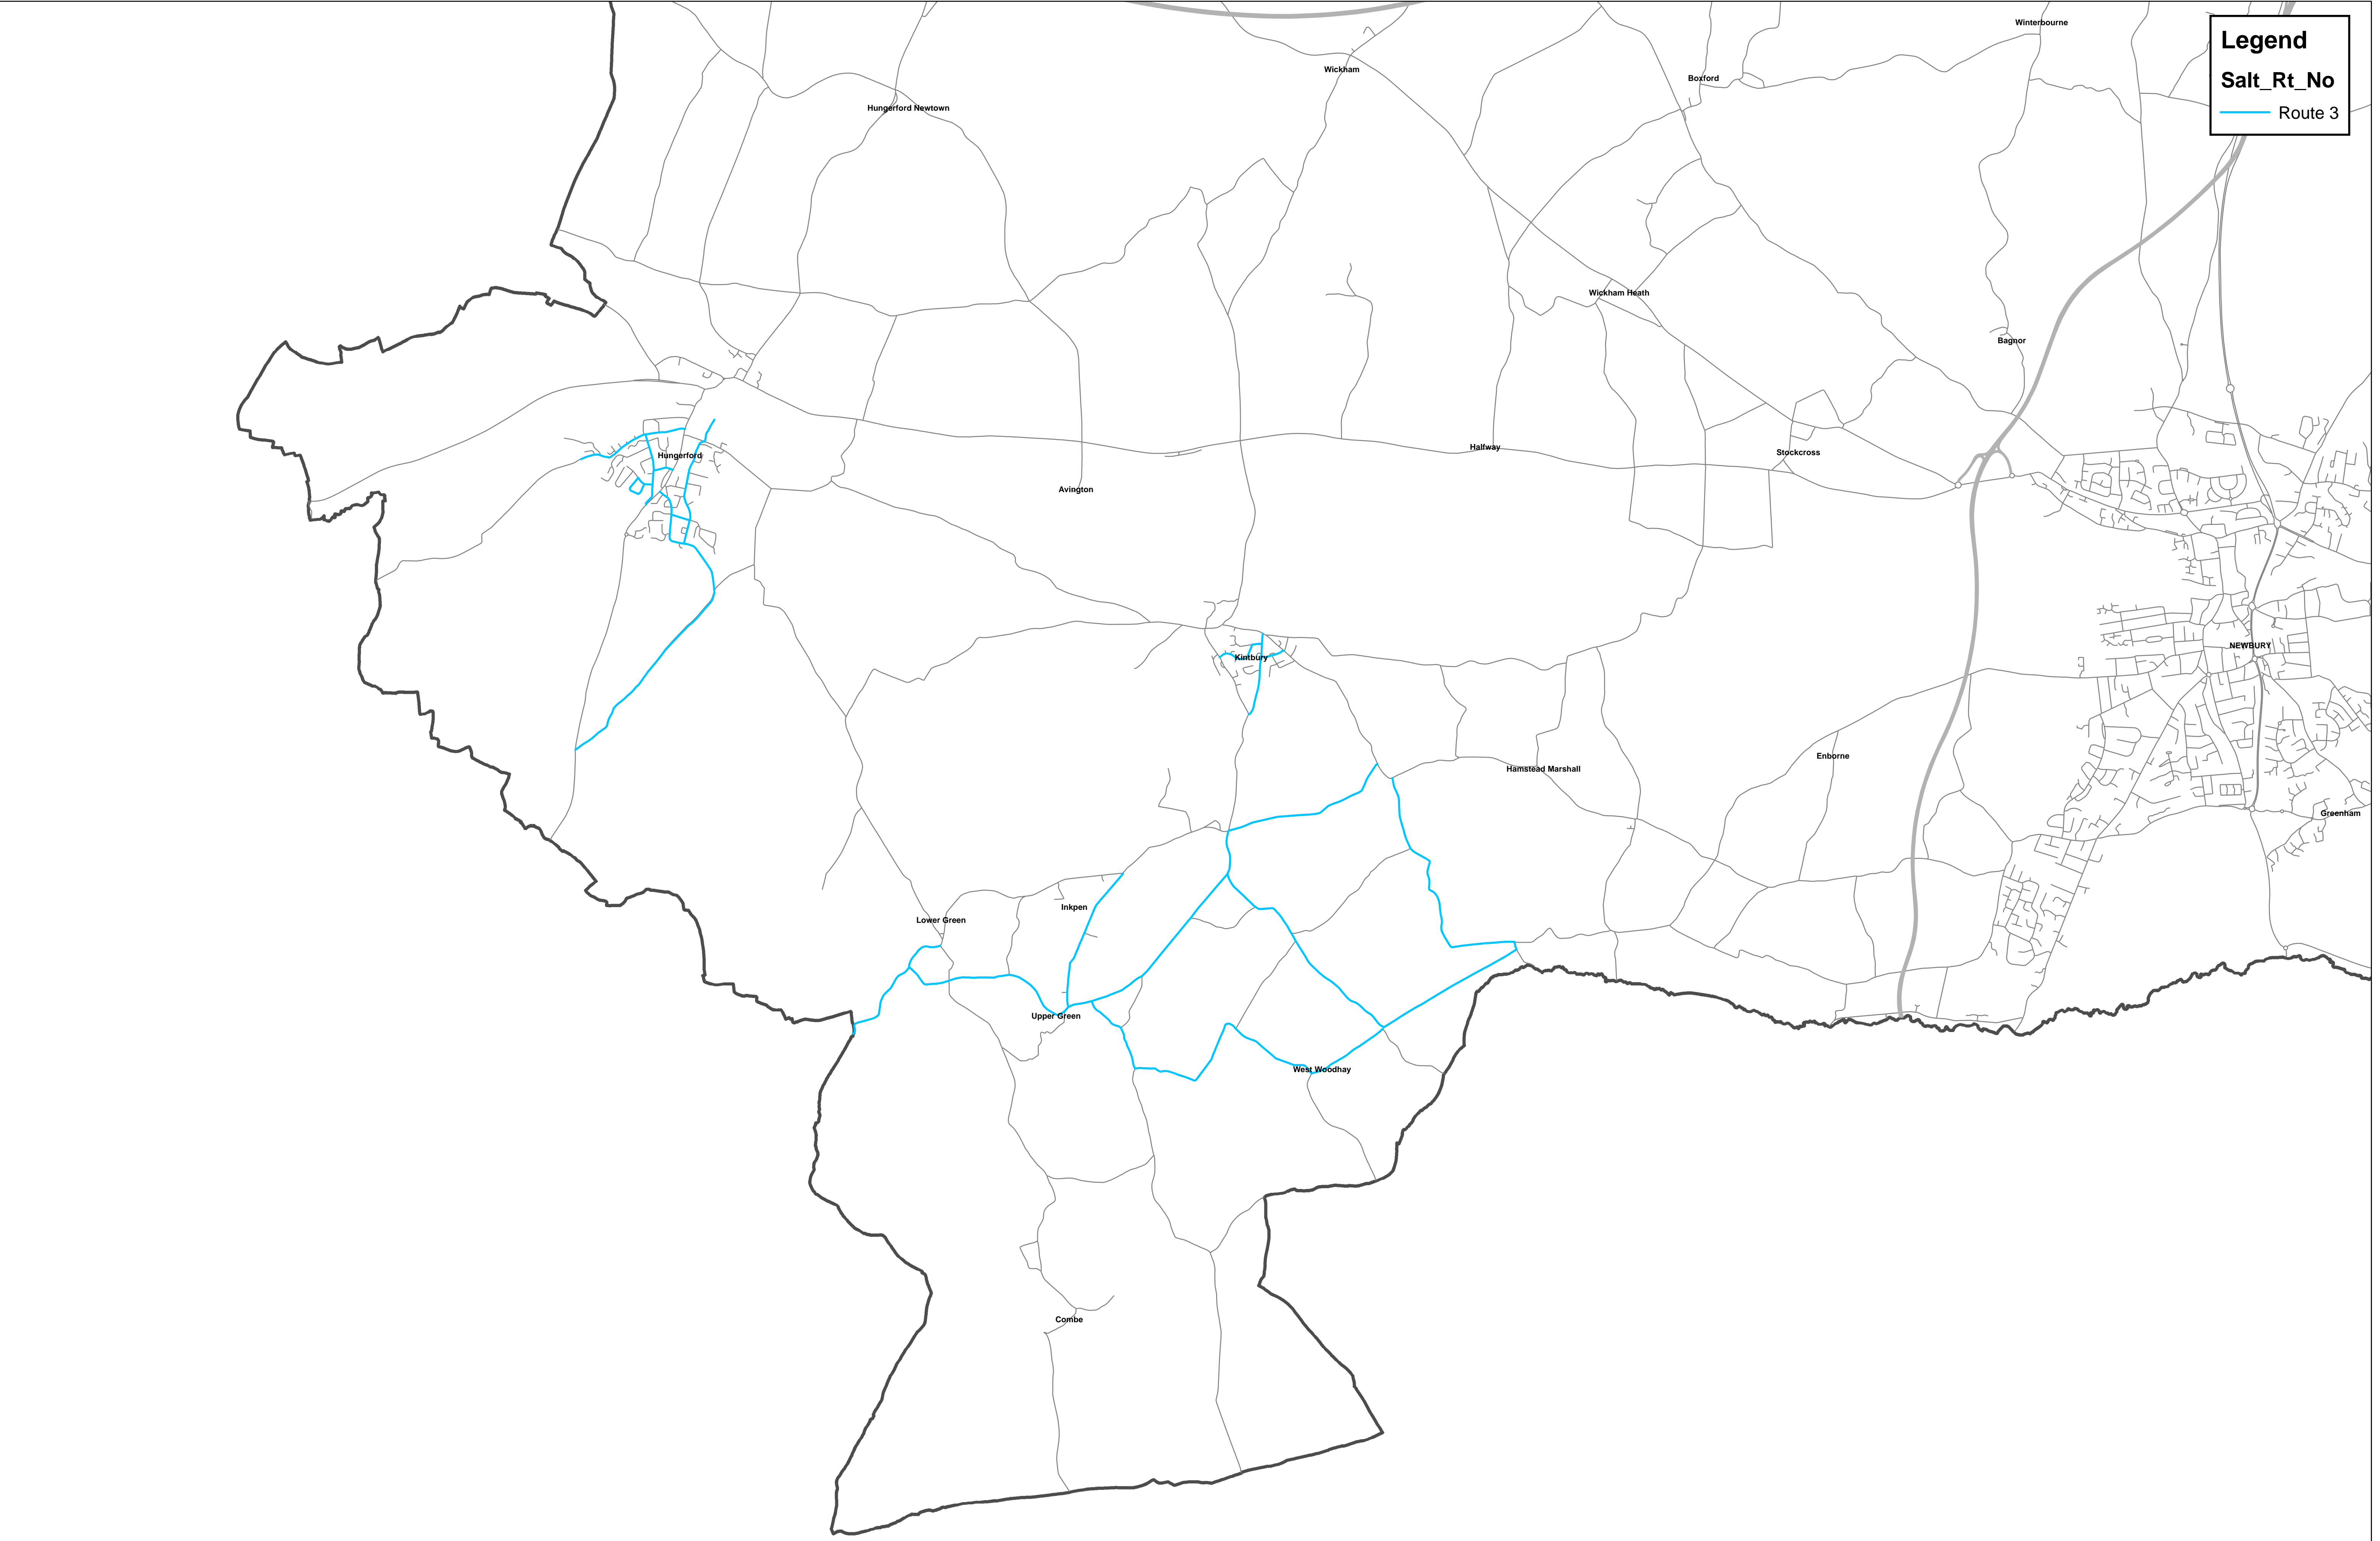 Winterbourne
Legend
Salt_Rt_No
Route 3
Wickham
Boxford
Hungerford Newtown
Wickham Heath
Bagnor
Halfway
Stockcross
Hungerford
Avington
NEWBURY
Kintbury
Enborne
Hamstead Marshall
Greenham
Inkpen
Lower Green
Upper Green
West Woodhay
Combe